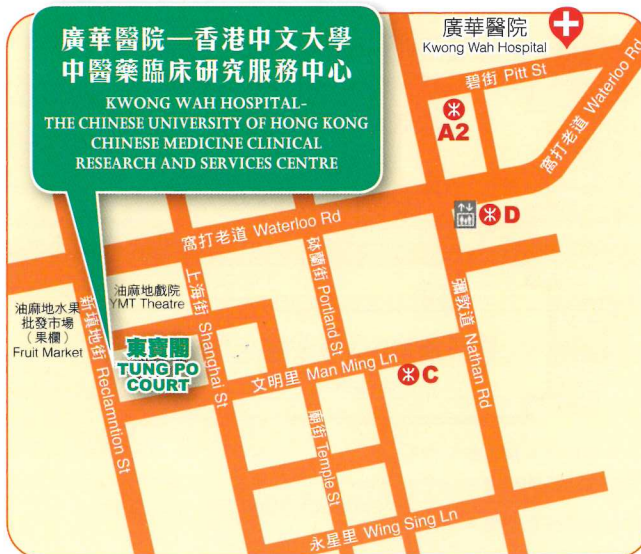 廣華醫院—香港中文大學
中醫藥臨床研究服務中心
KWONG WAH HOSPITAL-
THE CHINESE UNIVERSITY OF HONG KONG
CHINESE MEDICINE CLINICAL
RESEARCH AND SERVICES CENTRE
廣華醫院
Kwong Wah Hospital
碧街 Pitt St
A2
窩打老道 Waterloo Rd
D
窩打老道 Waterloo Rd
砵蘭街 Portland St
上海街 Shanghai St
油麻地戲院
YMT Theatre
油麻地水果
批發市場
（果欄）
Fruit Market
新填地街 Reclamntion St
東寶閣
TUNG PO
COURT
文明里 Man Ming Ln
C
彌敦道 Nathan Rd
廟街 Temple St
永星里 Wing Sing Ln